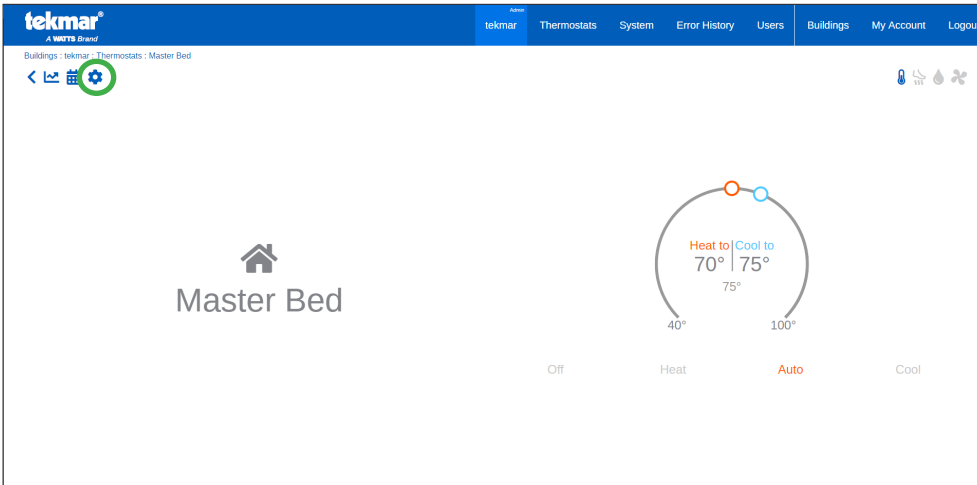 tekmar®
A WATTS Brand
Admin
tekmar Thermostats System Error History Users Buildings My Account Logou
Buildings : tekmar : Thermostats : Master Bed
Master Bed
Heat to Cool to
70° 75°
75°
40° 100°
Off Heat Auto Cool